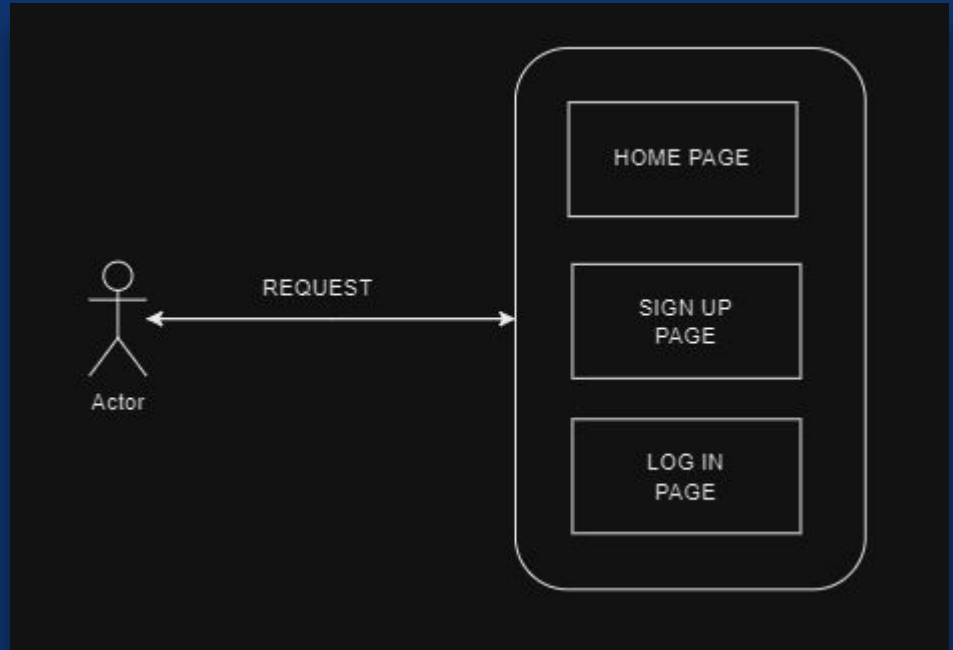 HOME PAGE
REQUEST
SIGN UP
PAGE
Actor
LOG IN
PAGE